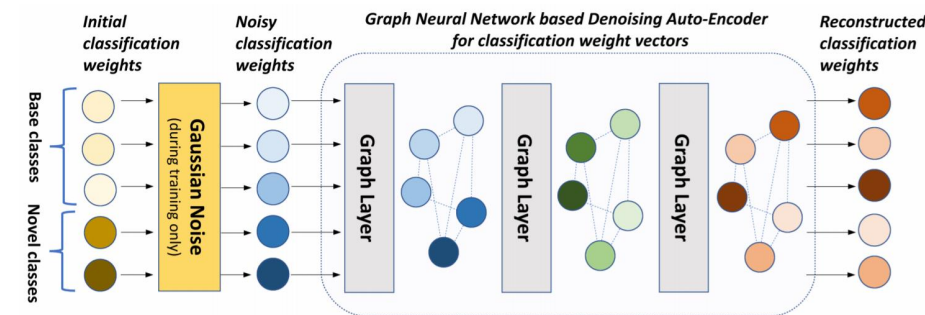 Initial
classification
weights
Noisy
classification
weights
Graph Neural Network based Denoising Auto-Encoder
for classification weight vectors
Reconstructed
classification
weights
Base classes
Novel classes
Gaussian Noise
(during training only)
Graph Layer
Graph Layer
Graph Layer